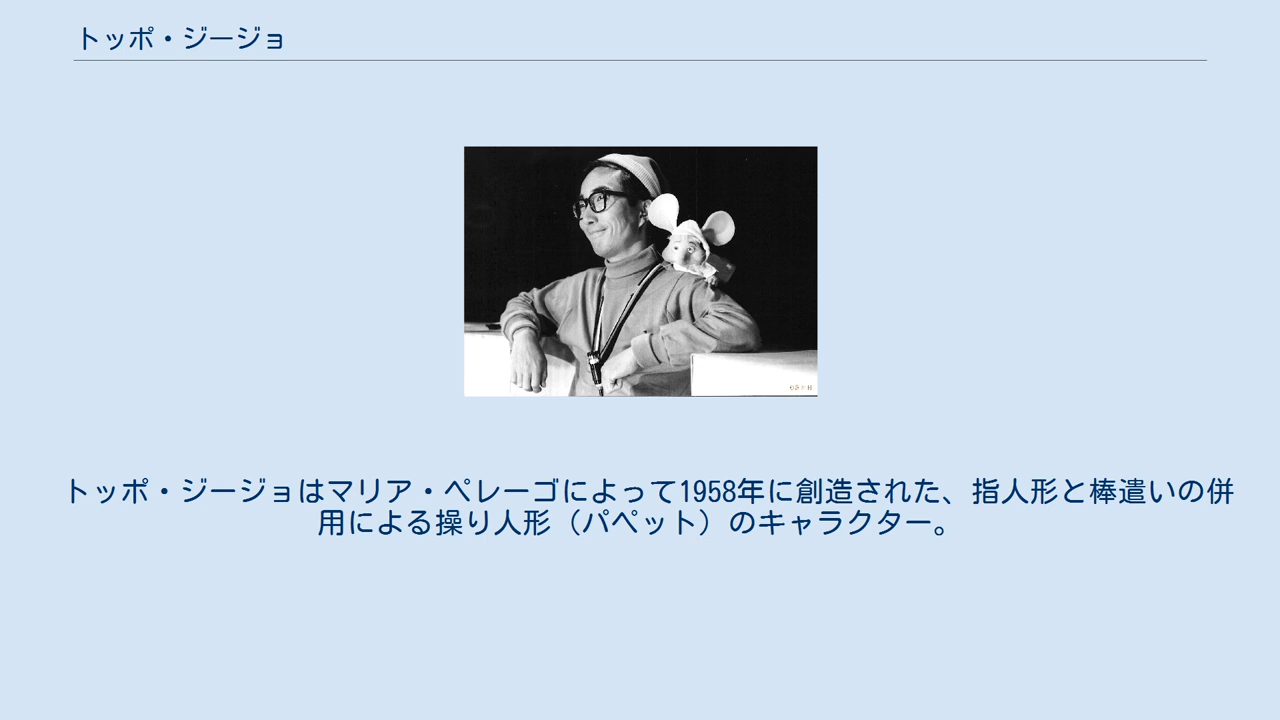 トッポ・ジージョ
トッポ・ジージョはマリア・ペレーゴによって1958年に創造された、指人形と棒遣いの併
用による操り人形（パペット）のキャラクター。